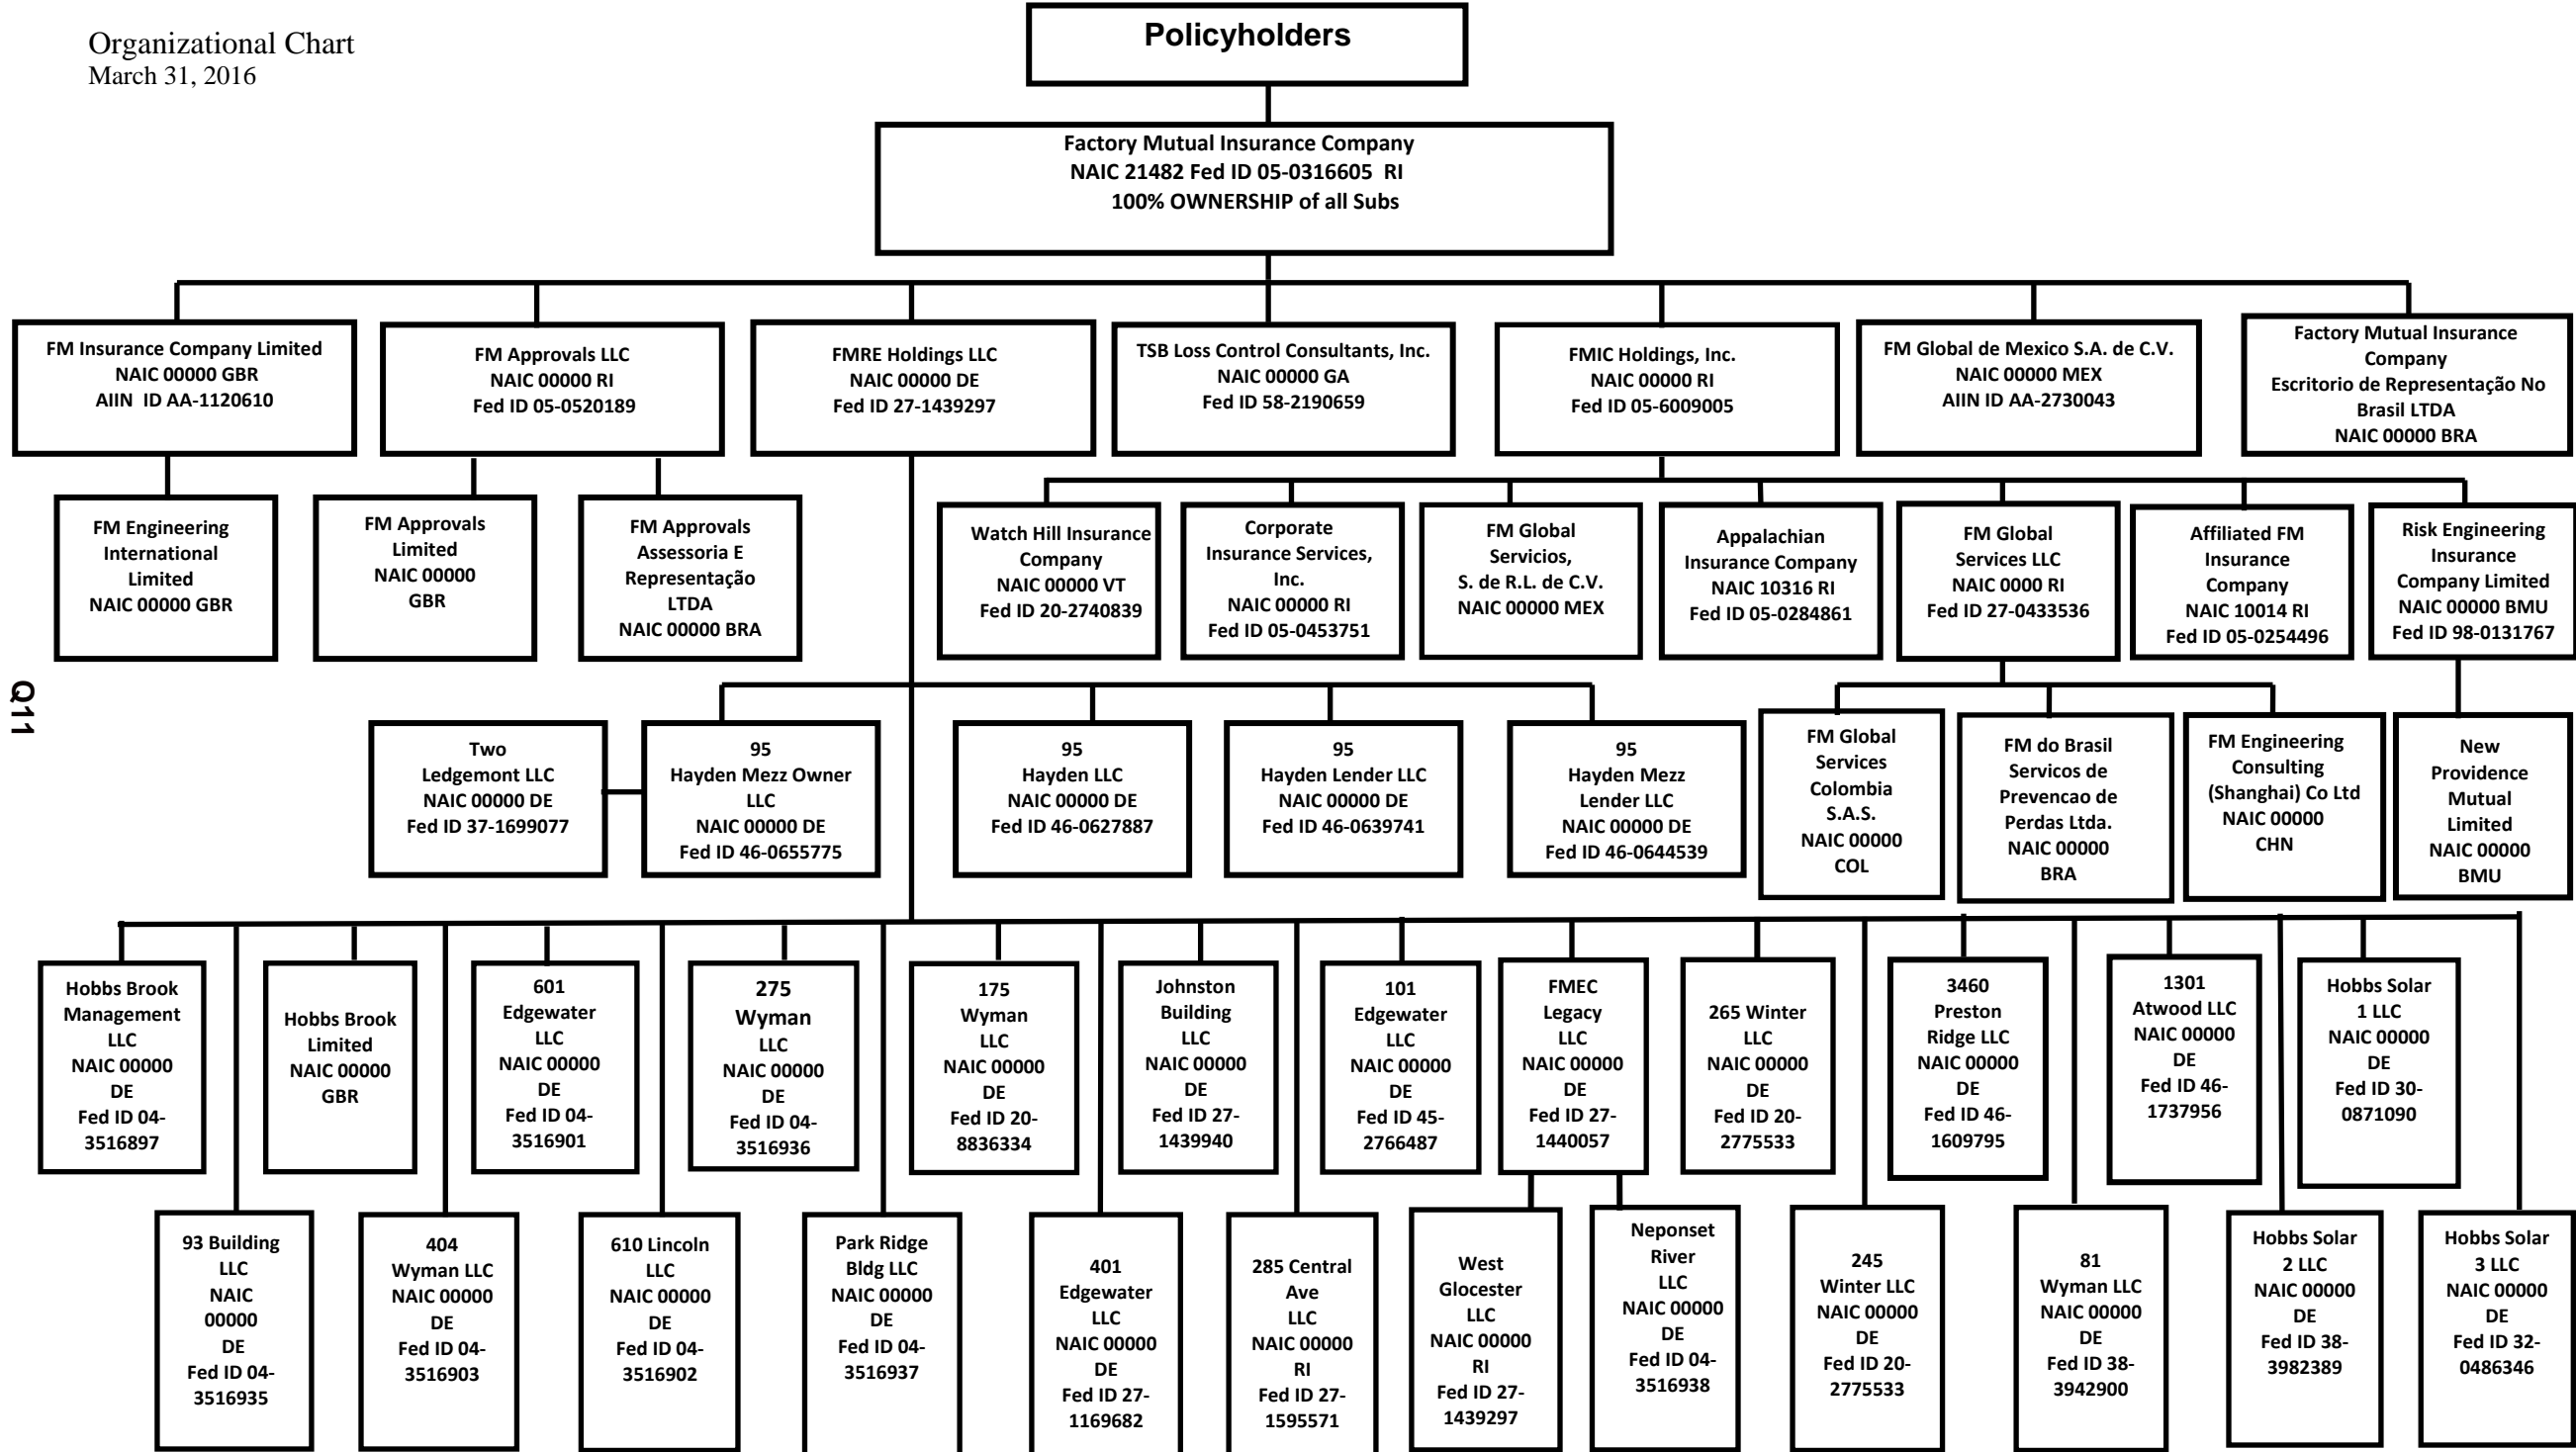 Organizational Chart
March 31, 2016
Policyholders
Factory Mutual Insurance Company
NAIC 21482 Fed ID 05-0316605 RI
100% OWNERSHIP of all Subs
FM Insurance Company Limited
NAIC 00000 GBR
AIIN ID AA-1120610
FM Approvals LLC
NAIC 00000 RI
Fed ID 05-0520189
FMRE Holdings LLC
NAIC 00000 DE
Fed ID 27-1439297
TSB Loss Control Consultants, Inc.
NAIC 00000 GA
Fed ID 58-2190659
FMIC Holdings, Inc.
NAIC 00000 RI
Fed ID 05-6009005
FM Global de Mexico S.A. de C.V.
NAIC 00000 MEX
AIIN ID AA-2730043
Factory Mutual Insurance
Company
Escritorio de Representação No
Brasil LTDA
NAIC 00000 BRA
FM Engineering
International
Limited
NAIC 00000 GBR
FM Approvals
Limited
NAIC 00000
GBR
FM Approvals
Assessoria E
Representação
LTDA
NAIC 00000 BRA
Watch Hill Insurance
Company
NAIC 00000 VT
Fed ID 20-2740839
Corporate
Insurance Services,
Inc.
NAIC 00000 RI
Fed ID 05-0453751
FM Global
Servicios,
S. de R.L. de C.V.
NAIC 00000 MEX
Appalachian
Insurance Company
NAIC 10316 RI
Fed ID 05-0284861
FM Global
Services LLC
NAIC 0000 RI
Fed ID 27-0433536
Affiliated FM
Insurance
Company
NAIC 10014 RI
Fed ID 05-0254496
Risk Engineering
Insurance
Company Limited
NAIC 00000 BMU
Fed ID 98-0131767
Q11
Two
Ledgemont LLC
NAIC 00000 DE
Fed ID 37-1699077
95
Hayden Mezz Owner
LLC
NAIC 00000 DE
Fed ID 46-0655775
95
Hayden LLC
NAIC 00000 DE
Fed ID 46-0627887
95
Hayden Lender LLC
NAIC 00000 DE
Fed ID 46-0639741
95
Hayden Mezz
Lender LLC
NAIC 00000 DE
Fed ID 46-0644539
FM Global
Services
Colombia
S.A.S.
NAIC 00000
COL
FM do Brasil
Servicos de
Prevencao de
Perdas Ltda.
NAIC 00000
BRA
FM Engineering
Consulting
(Shanghai) Co Ltd
NAIC 00000
CHN
New
Providence
Mutual
Limited
NAIC 00000
BMU
Hobbs Brook
Management
LLC
NAIC 00000
DE
Fed ID 04-
3516897
Hobbs Brook
Limited
NAIC 00000
GBR
601
Edgewater
LLC
NAIC 00000
DE
Fed ID 04-
3516901
275
Wyman
LLC
NAIC 00000
DE
Fed ID 04-
3516936
175
Wyman
LLC
NAIC 00000
DE
Fed ID 20-
8836334
Johnston
Building
LLC
NAIC 00000
DE
Fed ID 27-
1439940
101
Edgewater
LLC
NAIC 00000
DE
Fed ID 45-
2766487
FMEC
Legacy
LLC
NAIC 00000
DE
Fed ID 27-
1440057
265 Winter
LLC
NAIC 00000
DE
Fed ID 20-
2775533
3460
Preston
Ridge LLC
NAIC 00000
DE
Fed ID 46-
1609795
1301
Atwood LLC
NAIC 00000
DE
Fed ID 46-
1737956
Hobbs Solar
1 LLC
NAIC 00000
DE
Fed ID 30-
0871090
93 Building
LLC
NAIC
00000
DE
Fed ID 04-
3516935
404
Wyman LLC
NAIC 00000
DE
Fed ID 04-
3516903
610 Lincoln
LLC
NAIC 00000
DE
Fed ID 04-
3516902
Park Ridge
Bldg LLC
NAIC 00000
DE
Fed ID 04-
3516937
401
Edgewater
LLC
NAIC 00000
DE
Fed ID 27-
1169682
285 Central
Ave
LLC
NAIC 00000
RI
Fed ID 27-
1595571
West
Glocester
LLC
NAIC 00000
RI
Fed ID 27-
1439297
Neponset
River
LLC
NAIC 00000
DE
Fed ID 04-
3516938
245
Winter LLC
NAIC 00000
DE
Fed ID 20-
2775533
81
Wyman LLC
NAIC 00000
DE
Fed ID 38-
3942900
Hobbs Solar
2 LLC
NAIC 00000
DE
Fed ID 38-
3982389
Hobbs Solar
3 LLC
NAIC 00000
DE
Fed ID 32-
0486346